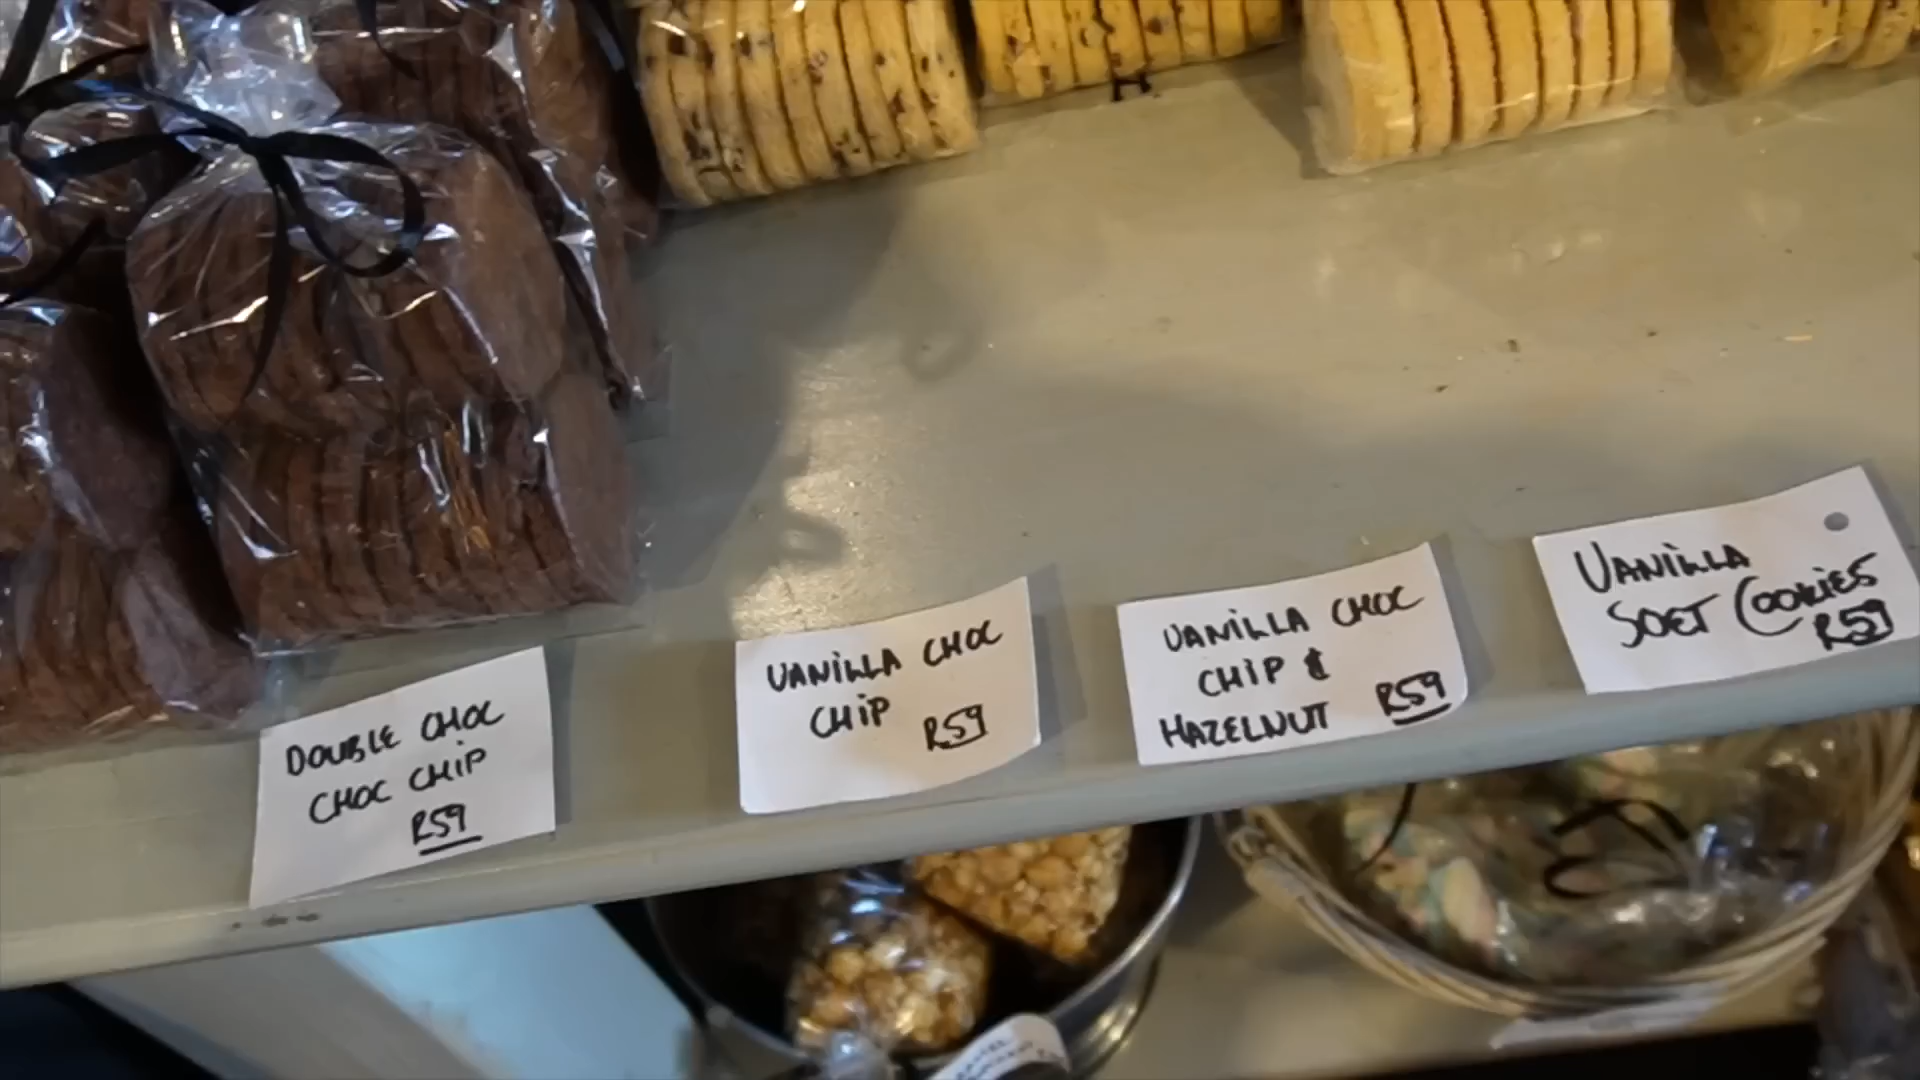 DOUBLE CHOC
CHOC CHIP
R59
VANILLA CHOC
CHIP R59
VANILLA CHOC
CHIP &
HAZELNUT R59
VANILLA
SOFT COOKIES
R59